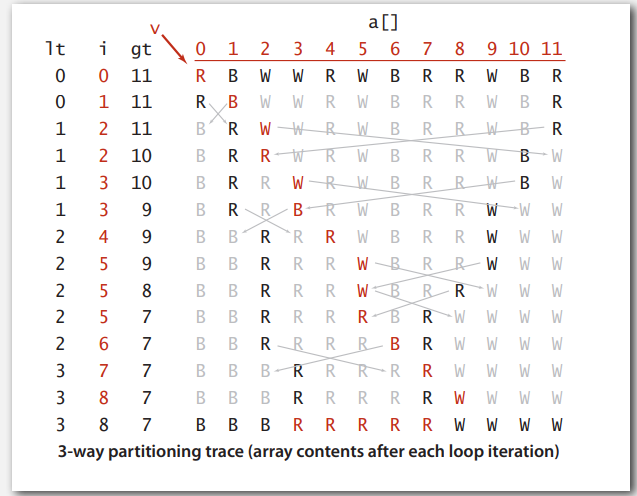 a[]
v
lt i gt 0 1 2 3 4 5 6 7 8 9 10 11
0 0 11 R B W W R W B R R W B R
0 1 11 R B W W R W B R R W B R
1 2 11 B R W W R W B R R W B R
1 2 10 B R R W R W B R R W B W
1 3 10 B R R W R W B R R W B W
1 3 9 B R R B R W B R R W W W
2 4 9 B B R R R W B R R W W W
2 5 9 B B R R R W B R R W W W
2 5 8 B B R R R W B R R W W W
2 5 7 B B R R R R B R W W W W
2 6 7 B B R R R R B R W W W W
3 7 7 B B B R R R R R W W W W
3 8 7 B B B R R R R R W W W W
3 8 7 B B B R R R R R W W W W
3-way partitioning trace (array contents after each loop iteration)